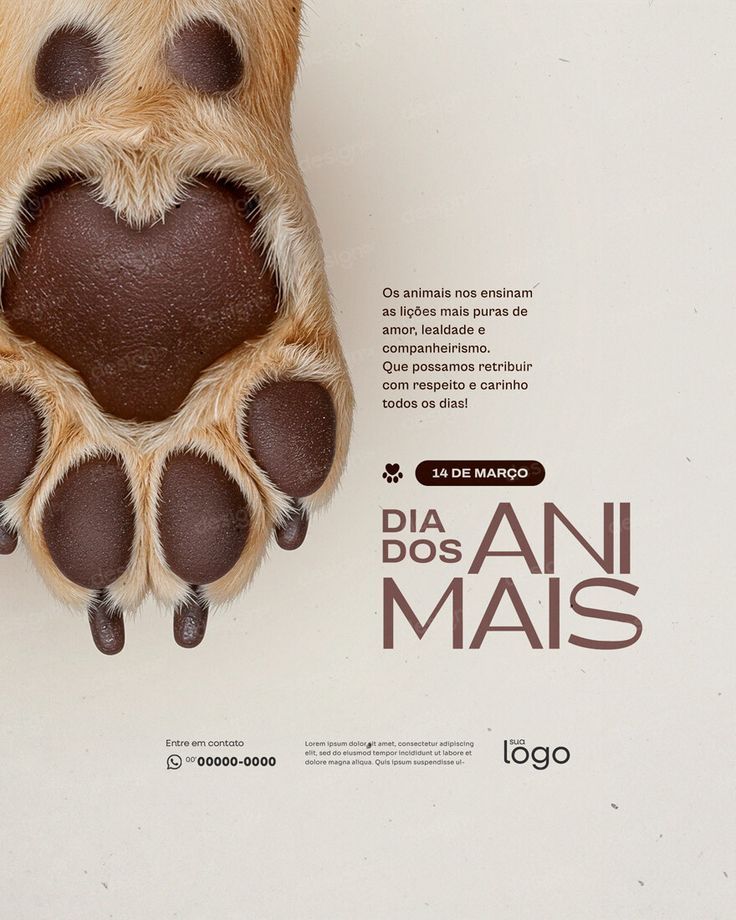 Os animais nos ensinam
as lições mais puras de
amor, lealdade e
companheirismo.
Que possamos retribuir
com respeito e carinho
todos os dias!
14 DE MARÇO
DIA
DOS
ANI
MAIS
Entre em contato
00 00000-0000
Lorem ipsum dolor sit amet, consectetur adipiscing
elit, sed do eiusmod tempor incididunt ut labore et
dolore magna aliqua. Quis ipsum suspendisse ul-
sua
logo